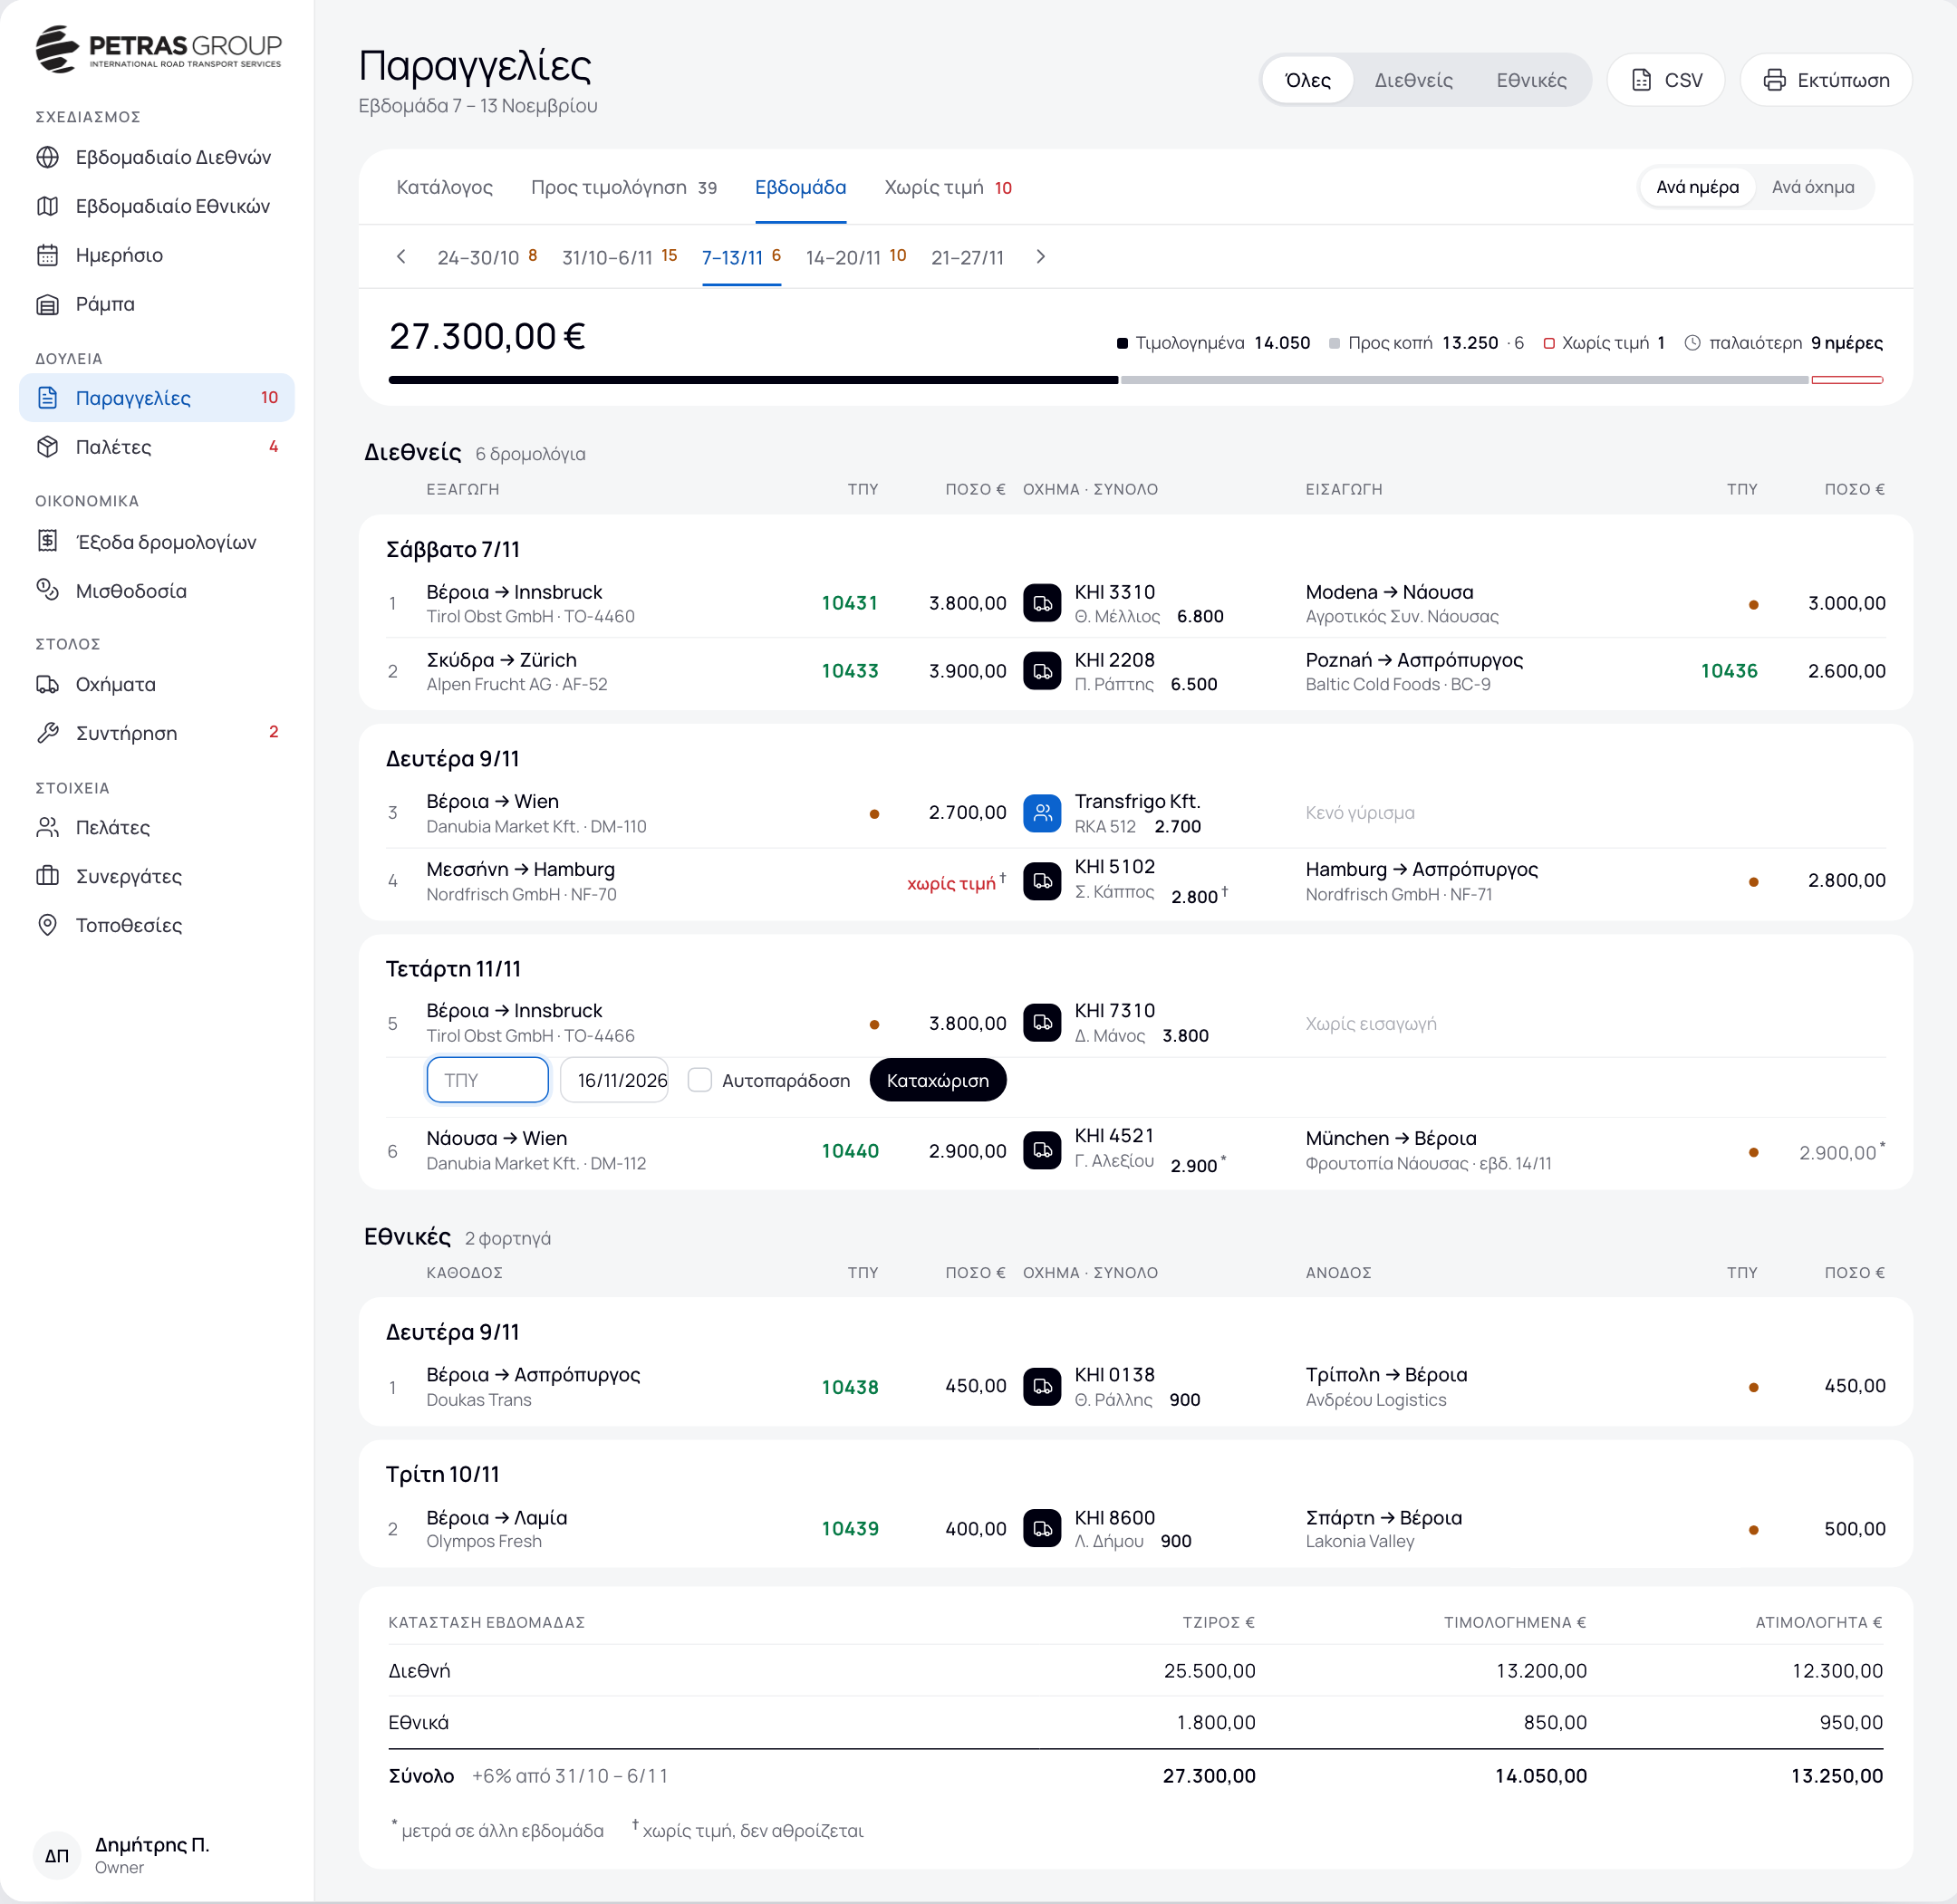 PETRAS GROUP
INTERNATIONAL ROAD TRANSPORT SERVICES
ΣΧΕΔΙΑΣΜΟΣ
Εβδομαδιαίο Διεθνών
Εβδομαδιαίο Εθνικών
Ημερήσιο
Ράμπα
ΔΟΥΛΕΙΑ
Παραγγελίες 10
Παλέτες 4
ΟΙΚΟΝΟΜΙΚΑ
Έξοδα δρομολογίων
Μισθοδοσία
ΣΤΟΛΟΣ
Οχήματα
Συντήρηση 2
ΣΤΟΙΧΕΙΑ
Πελάτες
Συνεργάτες
Τοποθεσίες
ΔΠ
Δημήτρης Π.
Owner
Παραγγελίες
Εβδομάδα 7 – 13 Νοεμβρίου
Όλες Διεθνείς Εθνικές CSV Εκτύπωση
Κατάλογος Προς τιμολόγηση 39 Εβδομάδα Χωρίς τιμή 10 Ανά ημέρα Ανά όχημα
24–30/10 8 31/10–6/11 15 7–13/11 6 14–20/11 10 21–27/11
27.300,00 € Τιμολογημένα 14.050 Προς κοπή 13.250 · 6 Χωρίς τιμή 1 παλαιότερη 9 ημέρες
Διεθνείς 6 δρομολόγια
ΕΞΑΓΩΓΗ ΤΠΥ ΠΟΣΟ € ΟΧΗΜΑ · ΣΥΝΟΛΟ ΕΙΣΑΓΩΓΗ ΤΠΥ ΠΟΣΟ €
Σάββατο 7/11
1 Βέροια → Innsbruck 10431 3.800,00 ΚΗΙ 3310 Modena → Νάουσα 3.000,00
Tirol Obst GmbH · TO-4460 Θ. Μέλλιος 6.800 Αγροτικός Συν. Νάουσας
2 Σκύδρα → Zürich 10433 3.900,00 ΚΗΙ 2208 Poznań → Ασπρόπυργος 10436 2.600,00
Alpen Frucht AG · AF-52 Π. Ράπτης 6.500 Baltic Cold Foods · BC-9
Δευτέρα 9/11
3 Βέροια → Wien 2.700,00 Transfrigo Kft. Κενό γύρισμα
Danubia Market Kft. · DM-110 RKA 512 2.700
4 Μεσσήνη → Hamburg χωρίς τιμή † ΚΗΙ 5102 Hamburg → Ασπρόπυργος 2.800,00
Nordfrisch GmbH · NF-70 Σ. Κάππος 2.800 † Nordfrisch GmbH · NF-71
Τετάρτη 11/11
5 Βέροια → Innsbruck 3.800,00 ΚΗΙ 7310 Χωρίς εισαγωγή
Tirol Obst GmbH · TO-4466 Δ. Μάνος 3.800
ΤΠΥ 16/11/2026 Αυτοπαράδοση Καταχώριση
6 Νάουσα → Wien 10440 2.900,00 ΚΗΙ 4521 München → Βέροια 2.900,00 *
Danubia Market Kft. · DM-112 Γ. Αλεξίου 2.900 * Φρουτοπία Νάουσας · εβδ. 14/11
Εθνικές 2 φορτηγά
ΚΑΘΟΔΟΣ ΤΠΥ ΠΟΣΟ € ΟΧΗΜΑ · ΣΥΝΟΛΟ ΑΝΟΔΟΣ ΤΠΥ ΠΟΣΟ €
Δευτέρα 9/11
1 Βέροια → Ασπρόπυργος 10438 450,00 ΚΗΙ 0138 Τρίπολη → Βέροια 450,00
Doukas Trans Θ. Ράλλης 900 Ανδρέου Logistics
Τρίτη 10/11
2 Βέροια → Λαμία 10439 400,00 ΚΗΙ 8600 Σπάρτη → Βέροια 500,00
Olympos Fresh Λ. Δήμου 900 Lakonia Valley
ΚΑΤΑΣΤΑΣΗ ΕΒΔΟΜΑΔΑΣ ΤΖΙΡΟΣ € ΤΙΜΟΛΟΓΗΜΕΝΑ € ΑΤΙΜΟΛΟΓΗΤΑ €
Διεθνή 25.500,00 13.200,00 12.300,00
Εθνικά 1.800,00 850,00 950,00
Σύνολο +6% από 31/10 – 6/11 27.300,00 14.050,00 13.250,00
* μετρά σε άλλη εβδομάδα † χωρίς τιμή, δεν αθροίζεται